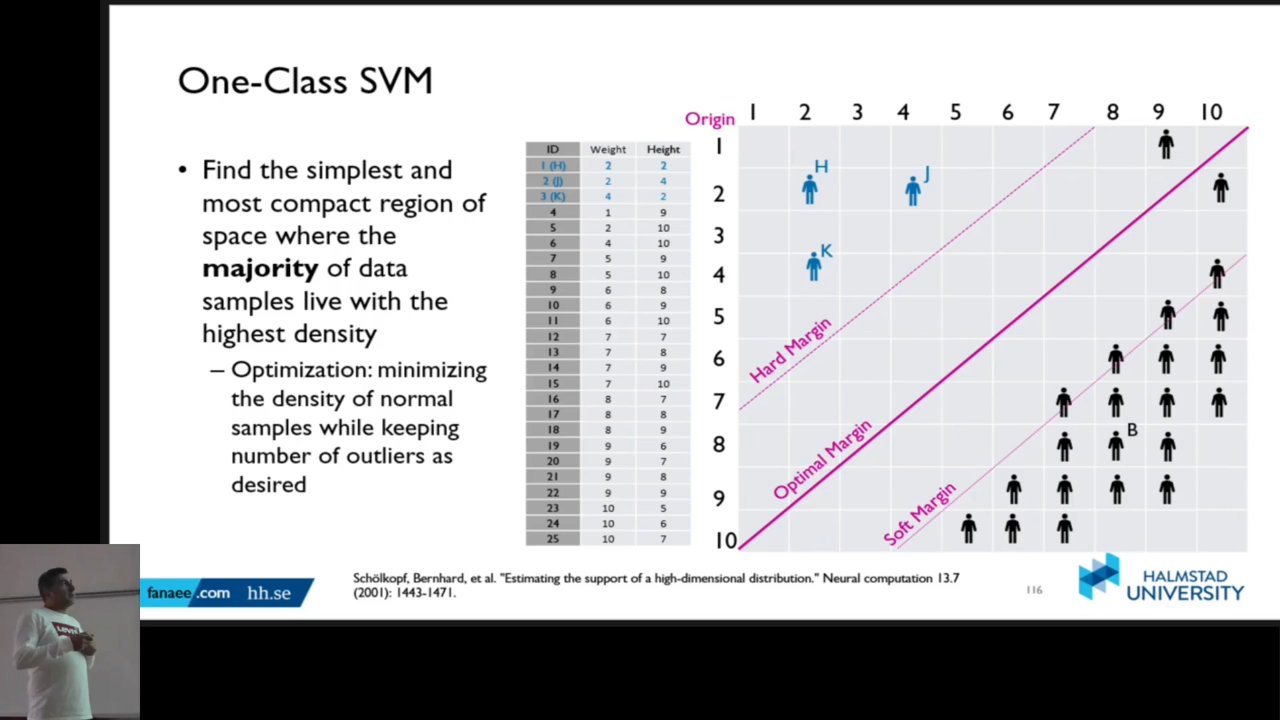 One-Class SVM
• Find the simplest and
most compact region of
space where the
majority of data
samples live with the
highest density
– Optimization: minimizing
the density of normal
samples while keeping
number of outliers as
desired
ID Weight Height
1 (H) 2 2
2 (J) 2 4
3 (K) 4 2
4 1 9
5 2 10
6 4 10
7 5 9
8 5 10
9 6 8
10 6 9
11 6 10
12 7 7
13 7 8
14 7 9
15 7 10
16 8 7
17 8 8
18 8 9
19 9 6
20 9 7
21 9 8
22 9 9
23 10 5
24 10 6
25 10 7
Origin 1 2 3 4 5 6 7 8 9 10
1
2
3
4
5
6
7
8
9
10
H
J
K
B
Hard Margin
Optimal Margin
Soft Margin
Schölkopf, Bernhard, et al. "Estimating the support of a high-dimensional distribution." Neural computation 13.7
(2001): 1443-1471.
fanaee.com hh.se
116
HALMSTAD
UNIVERSITY